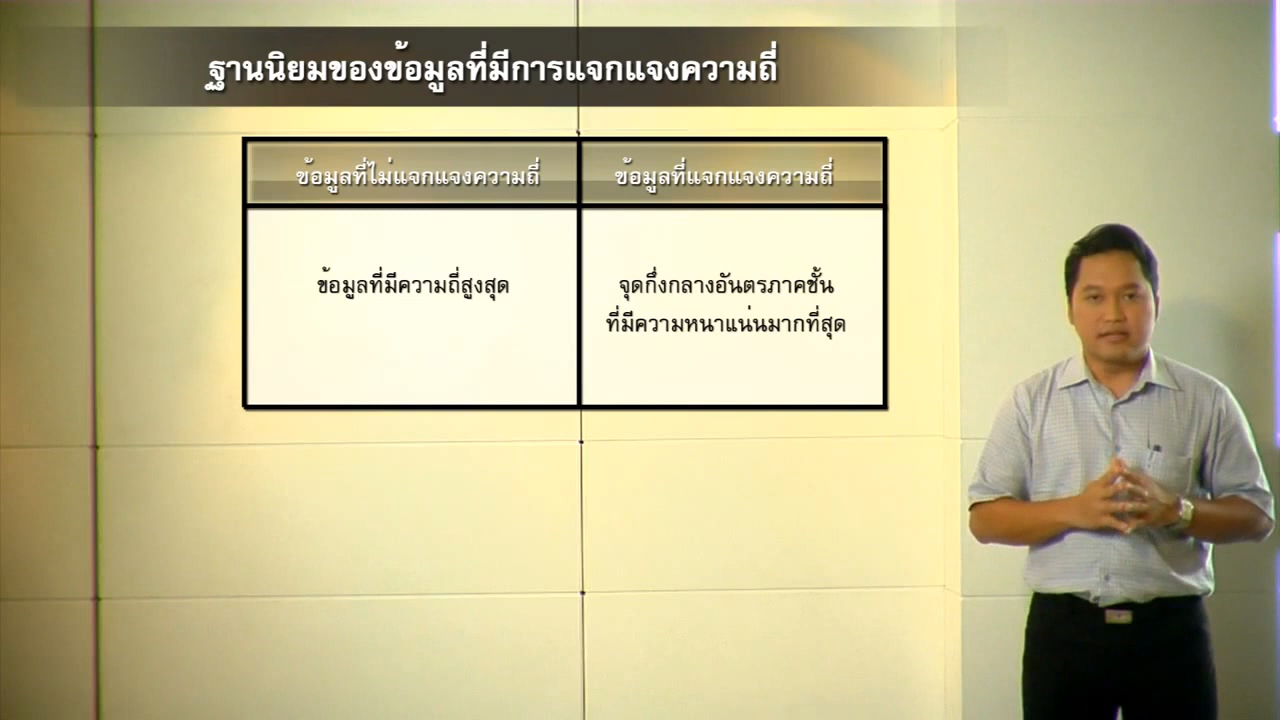 ฐานนิยมของข้อมูลที่มีการแจกแจงความถี่
ข้อมูลที่ไม่แจกแจงความถี่
ข้อมูลที่แจกแจงความถี่
ข้อมูลที่มีความถี่สูงสุด
จุดกึ่งกลางอันตรภาคชั้น
ที่มีความหนาแน่นมากที่สุด